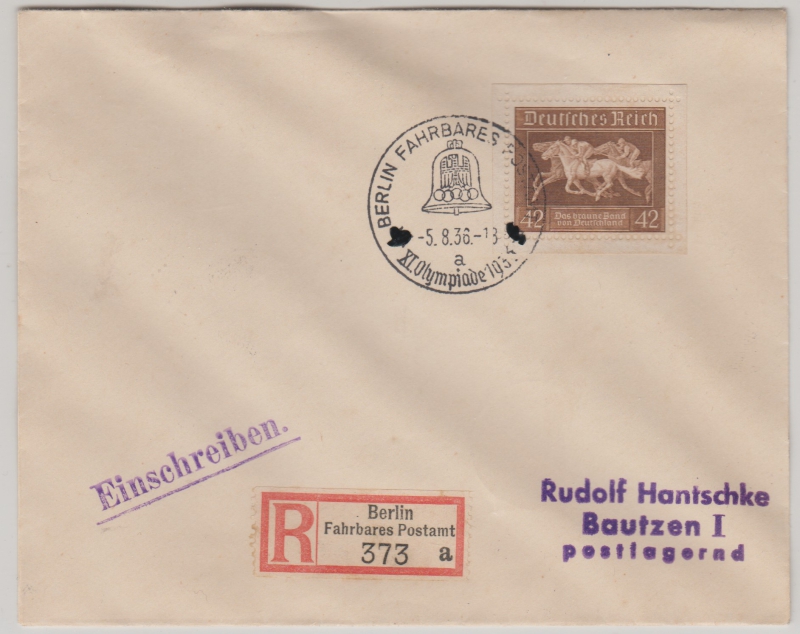 Deutsches Reich
42 Das braune Band von Deutschland 42
BERLIN FAHRBARES
-5.8.36.-18
a
XI. Olympiade
Einschreiben.
R
Berlin
Fahrbares Postamt
373 a
Rudolf Hantschke
Bautzen I
postlagernd